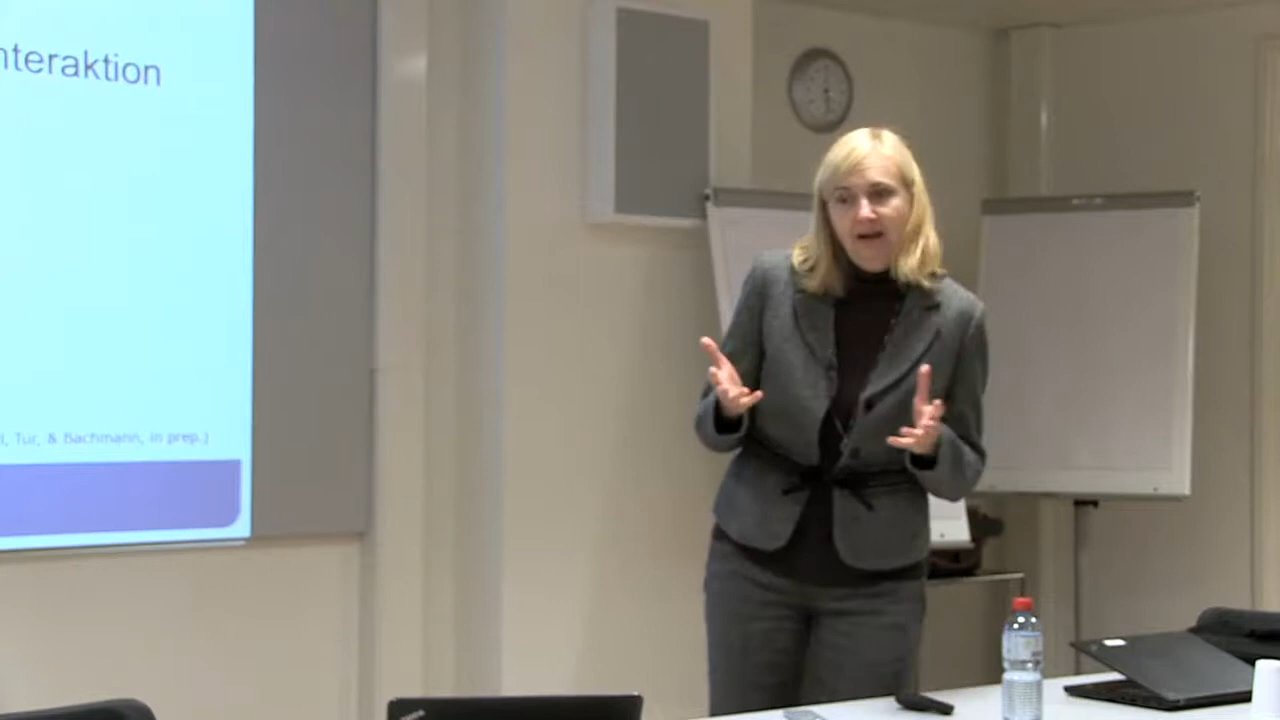 nteraktion
l, Tur, & Bachmann, in prep.)